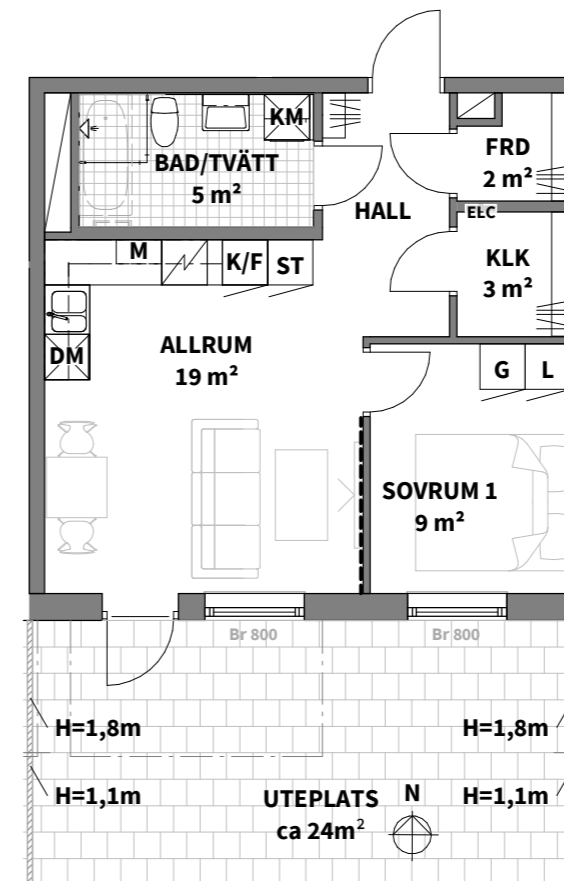 KM
BAD/TVÄTT
5 m²
FRD
2 m²
HALL
ELC
KLK
3 m²
M
K/F
ST
DM
ALLRUM
19 m²
G
L
SOVRUM 1
9 m²
Br 800
Br 800
H=1,8m
H=1,8m
H=1,1m
H=1,1m
UTEPLATS
ca 24m²
N